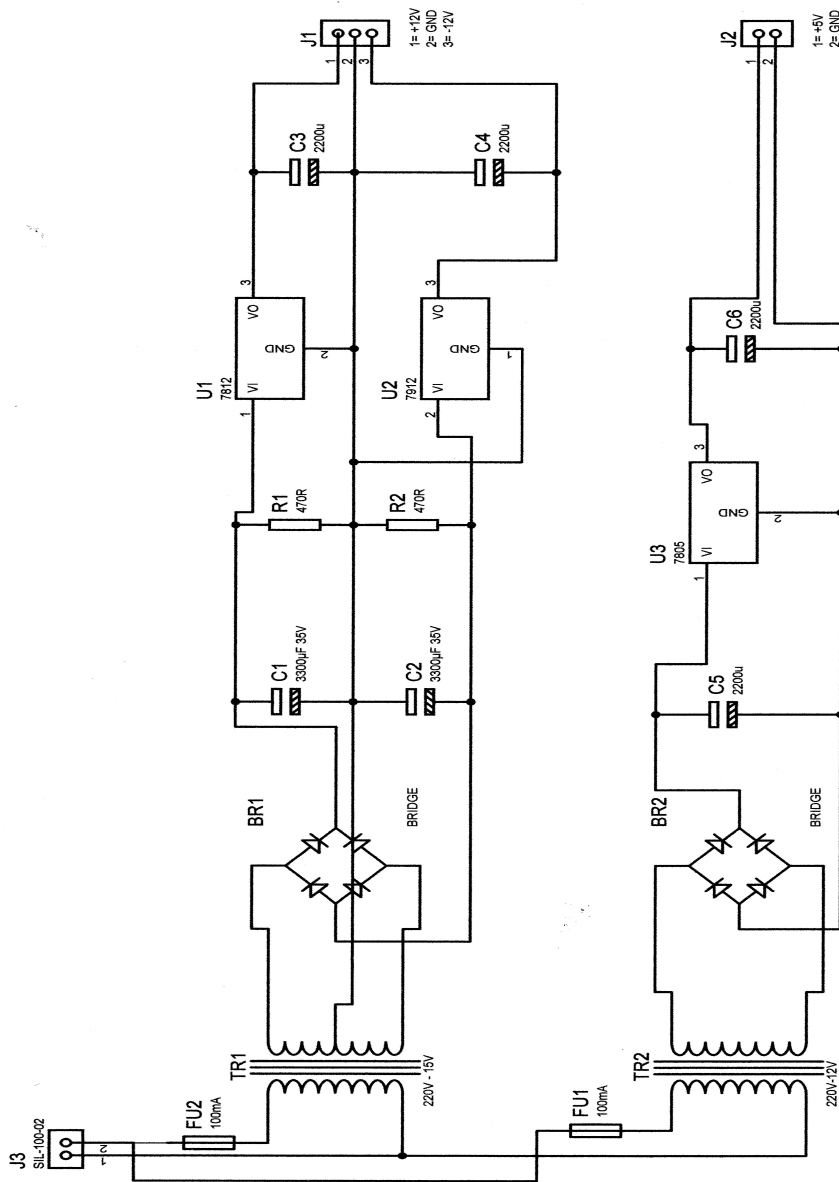 J3
SIL-100-02
1
2
FU2
100mA
TR1
220V - 15V
BR1
BRIDGE
C1
3300µF 35V
C2
3300µF 35V
R1
470R
R2
470R
U1
7812
1
VI
VO
3
GND
2
U2
7912
2
VI
VO
3
GND
1
C3
2200u
C4
2200u
J1
1
2
3
1= +12V
2= GND
3= -12V
FU1
100mA
TR2
220V-12V
BR2
BRIDGE
C5
2200u
U3
7805
1
VI
VO
3
GND
2
C6
2200u
J2
1
2
1= +5V
2= GND